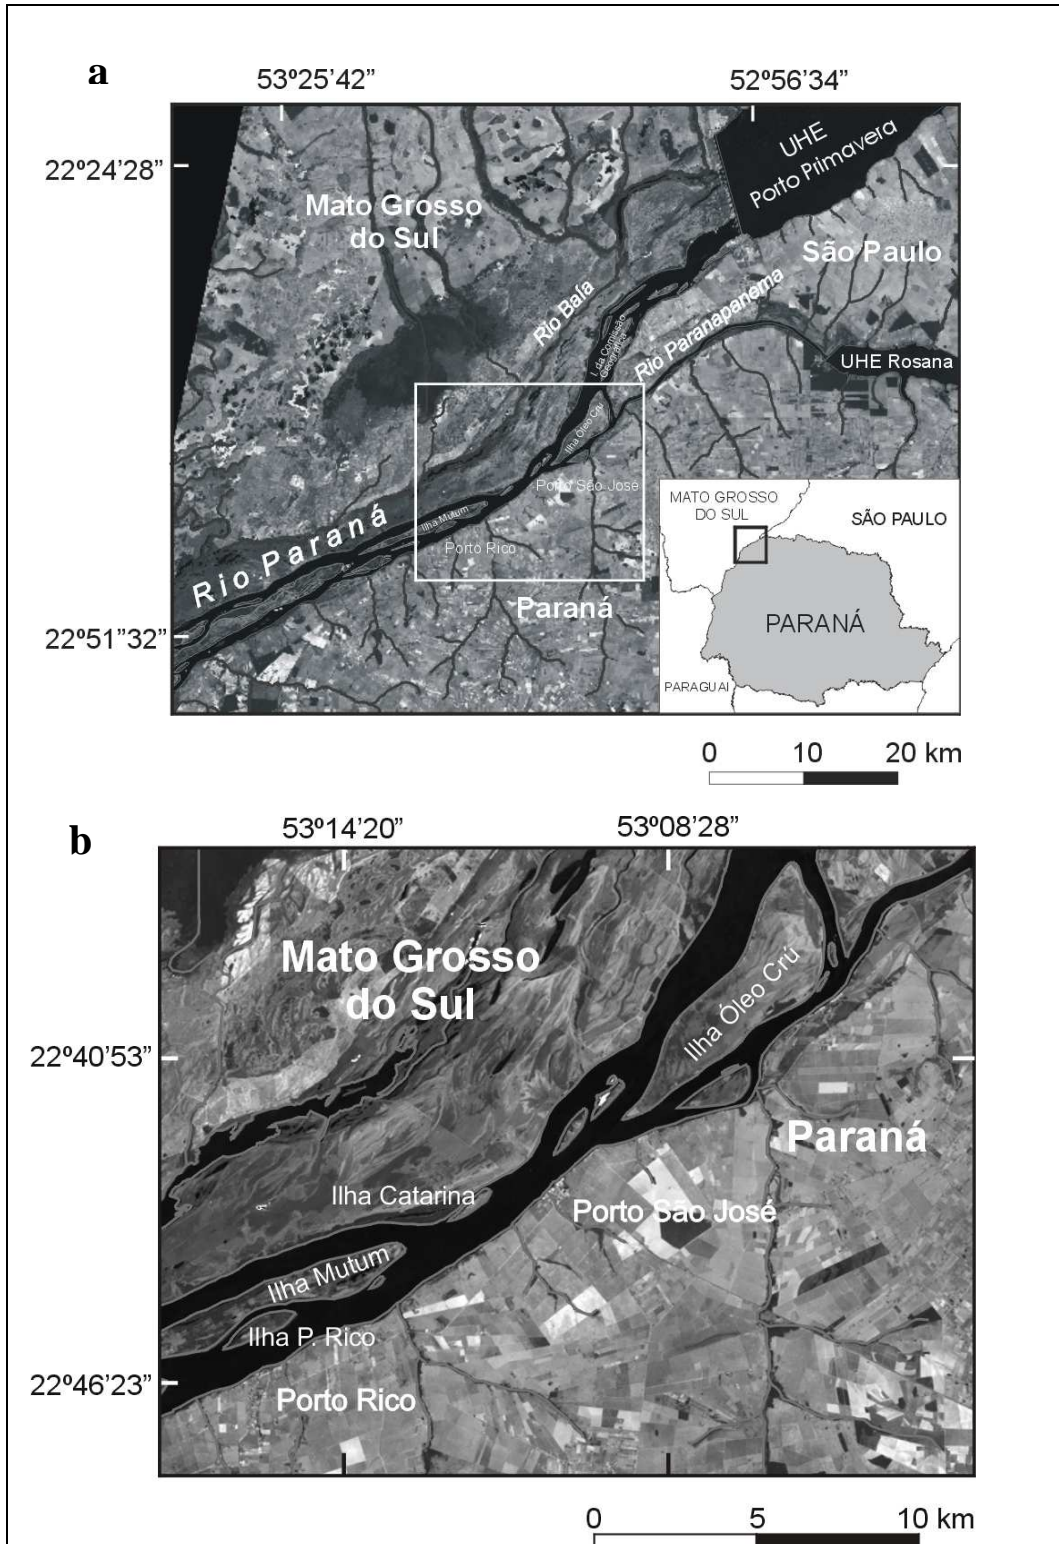 a
53º25’42” 52º56’34”
22º24’28”
UHE
Porto Primavera
Mato Grosso
do Sul
São Paulo
Rio Baía
I. da Comissão
Geográfica
Rio Paranapanema
UHE Rosana
Ilha Óleo Crú
Porto São José
MATO GROSSO
DO SUL
SÃO PAULO
Ilha Mutum
Rio Paraná
Porto Rico
Paraná
PARANÁ
22º51”32”
PARAGUAI
0 10 20 km
b
53º14’20” 53º08’28”
Mato Grosso
do Sul
Ilha Óleo Crú
22º40’53”
Paraná
Ilha Catarina
Porto São José
Ilha Mutum
Ilha P. Rico
22º46’23”
Porto Rico
0 5 10 km